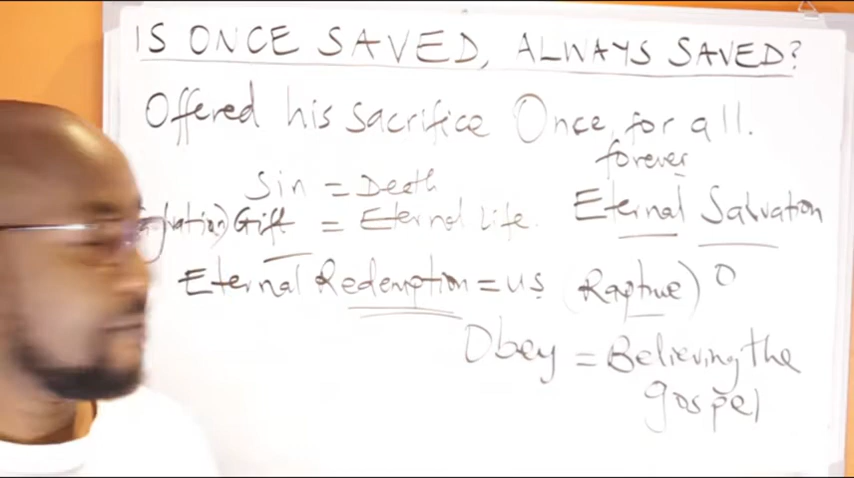 IS ONCE SAVED, ALWAYS SAVED?
Offered his sacrifice Once, for all.
forever
Sin = Death
Eternal Salvation
Gift = Eternal Life.
Eternal Redemption = us (Rapture) O
Obey = Believing the
gospel